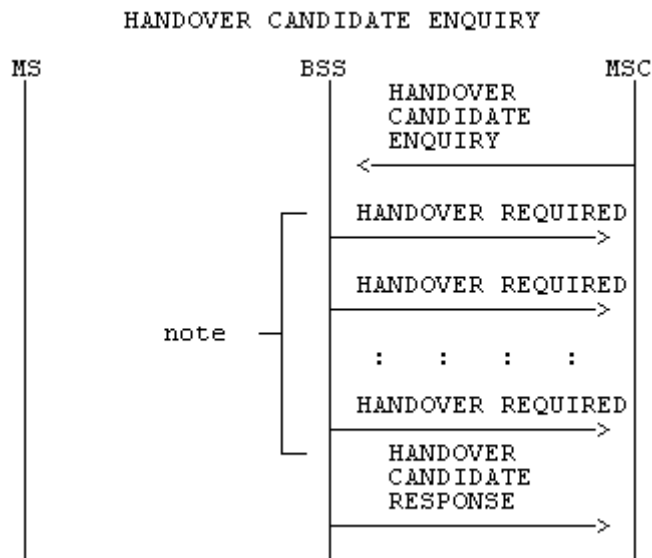 HANDOVER CANDIDATE ENQUIRY
MS BSS MSC
HANDOVER
CANDIDATE
ENQUIRY
HANDOVER REQUIRED
HANDOVER REQUIRED
note
: : : :
HANDOVER REQUIRED
HANDOVER
CANDIDATE
RESPONSE